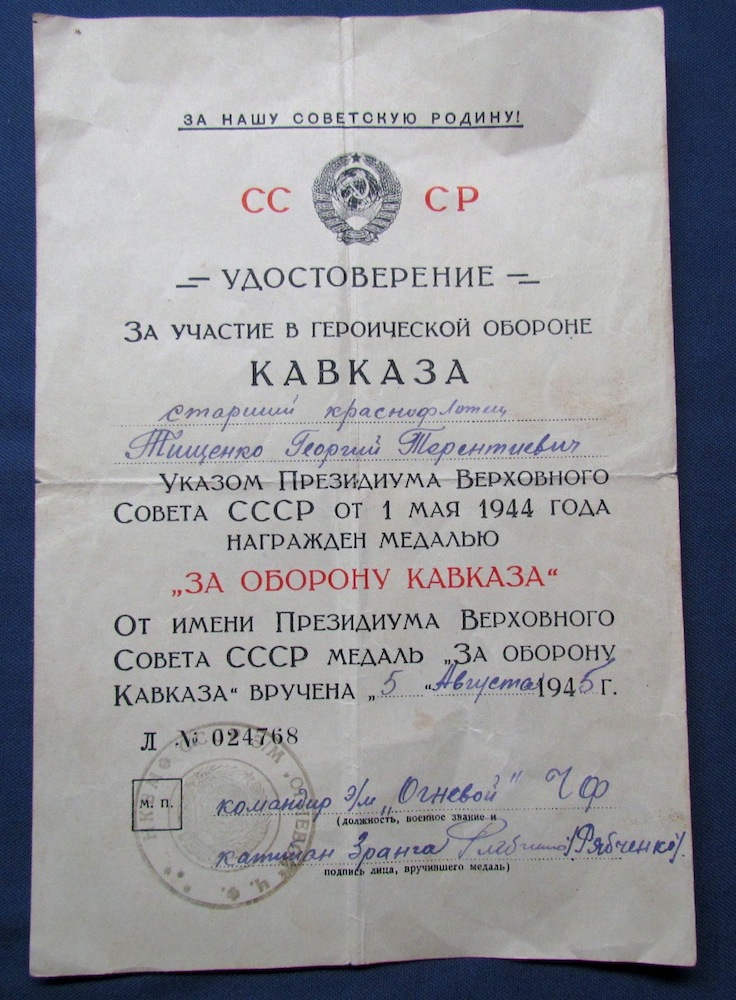 ЗА НАШУ СОВЕТСКУЮ РОДИНУ!
СС СР
УДОСТОВЕРЕНИЕ
ЗА УЧАСТИЕ В ГЕРОИЧЕСКОЙ ОБОРОНЕ
КАВКАЗА
старший краснофлотец
Тищенко Георгий Терентиевич
УКАЗОМ ПРЕЗИДИУМА ВЕРХОВНОГО
СОВЕТА СССР ОТ 1 МАЯ 1944 ГОДА
НАГРАЖДЕН МЕДАЛЬЮ
„ЗА ОБОРОНУ КАВКАЗА“
ОТ ИМЕНИ ПРЕЗИДИУМА ВЕРХОВНОГО
СОВЕТА СССР МЕДАЛЬ „ЗА ОБОРОНУ
КАВКАЗА“ ВРУЧЕНА „5“ Августа 1945 г.
Л № 024768
М. П.
командир э/м „Огневой" ЧФ
(должность, военное звание и
капитан 3 ранга (Рябченко).
подпись лица, вручившего медаль)